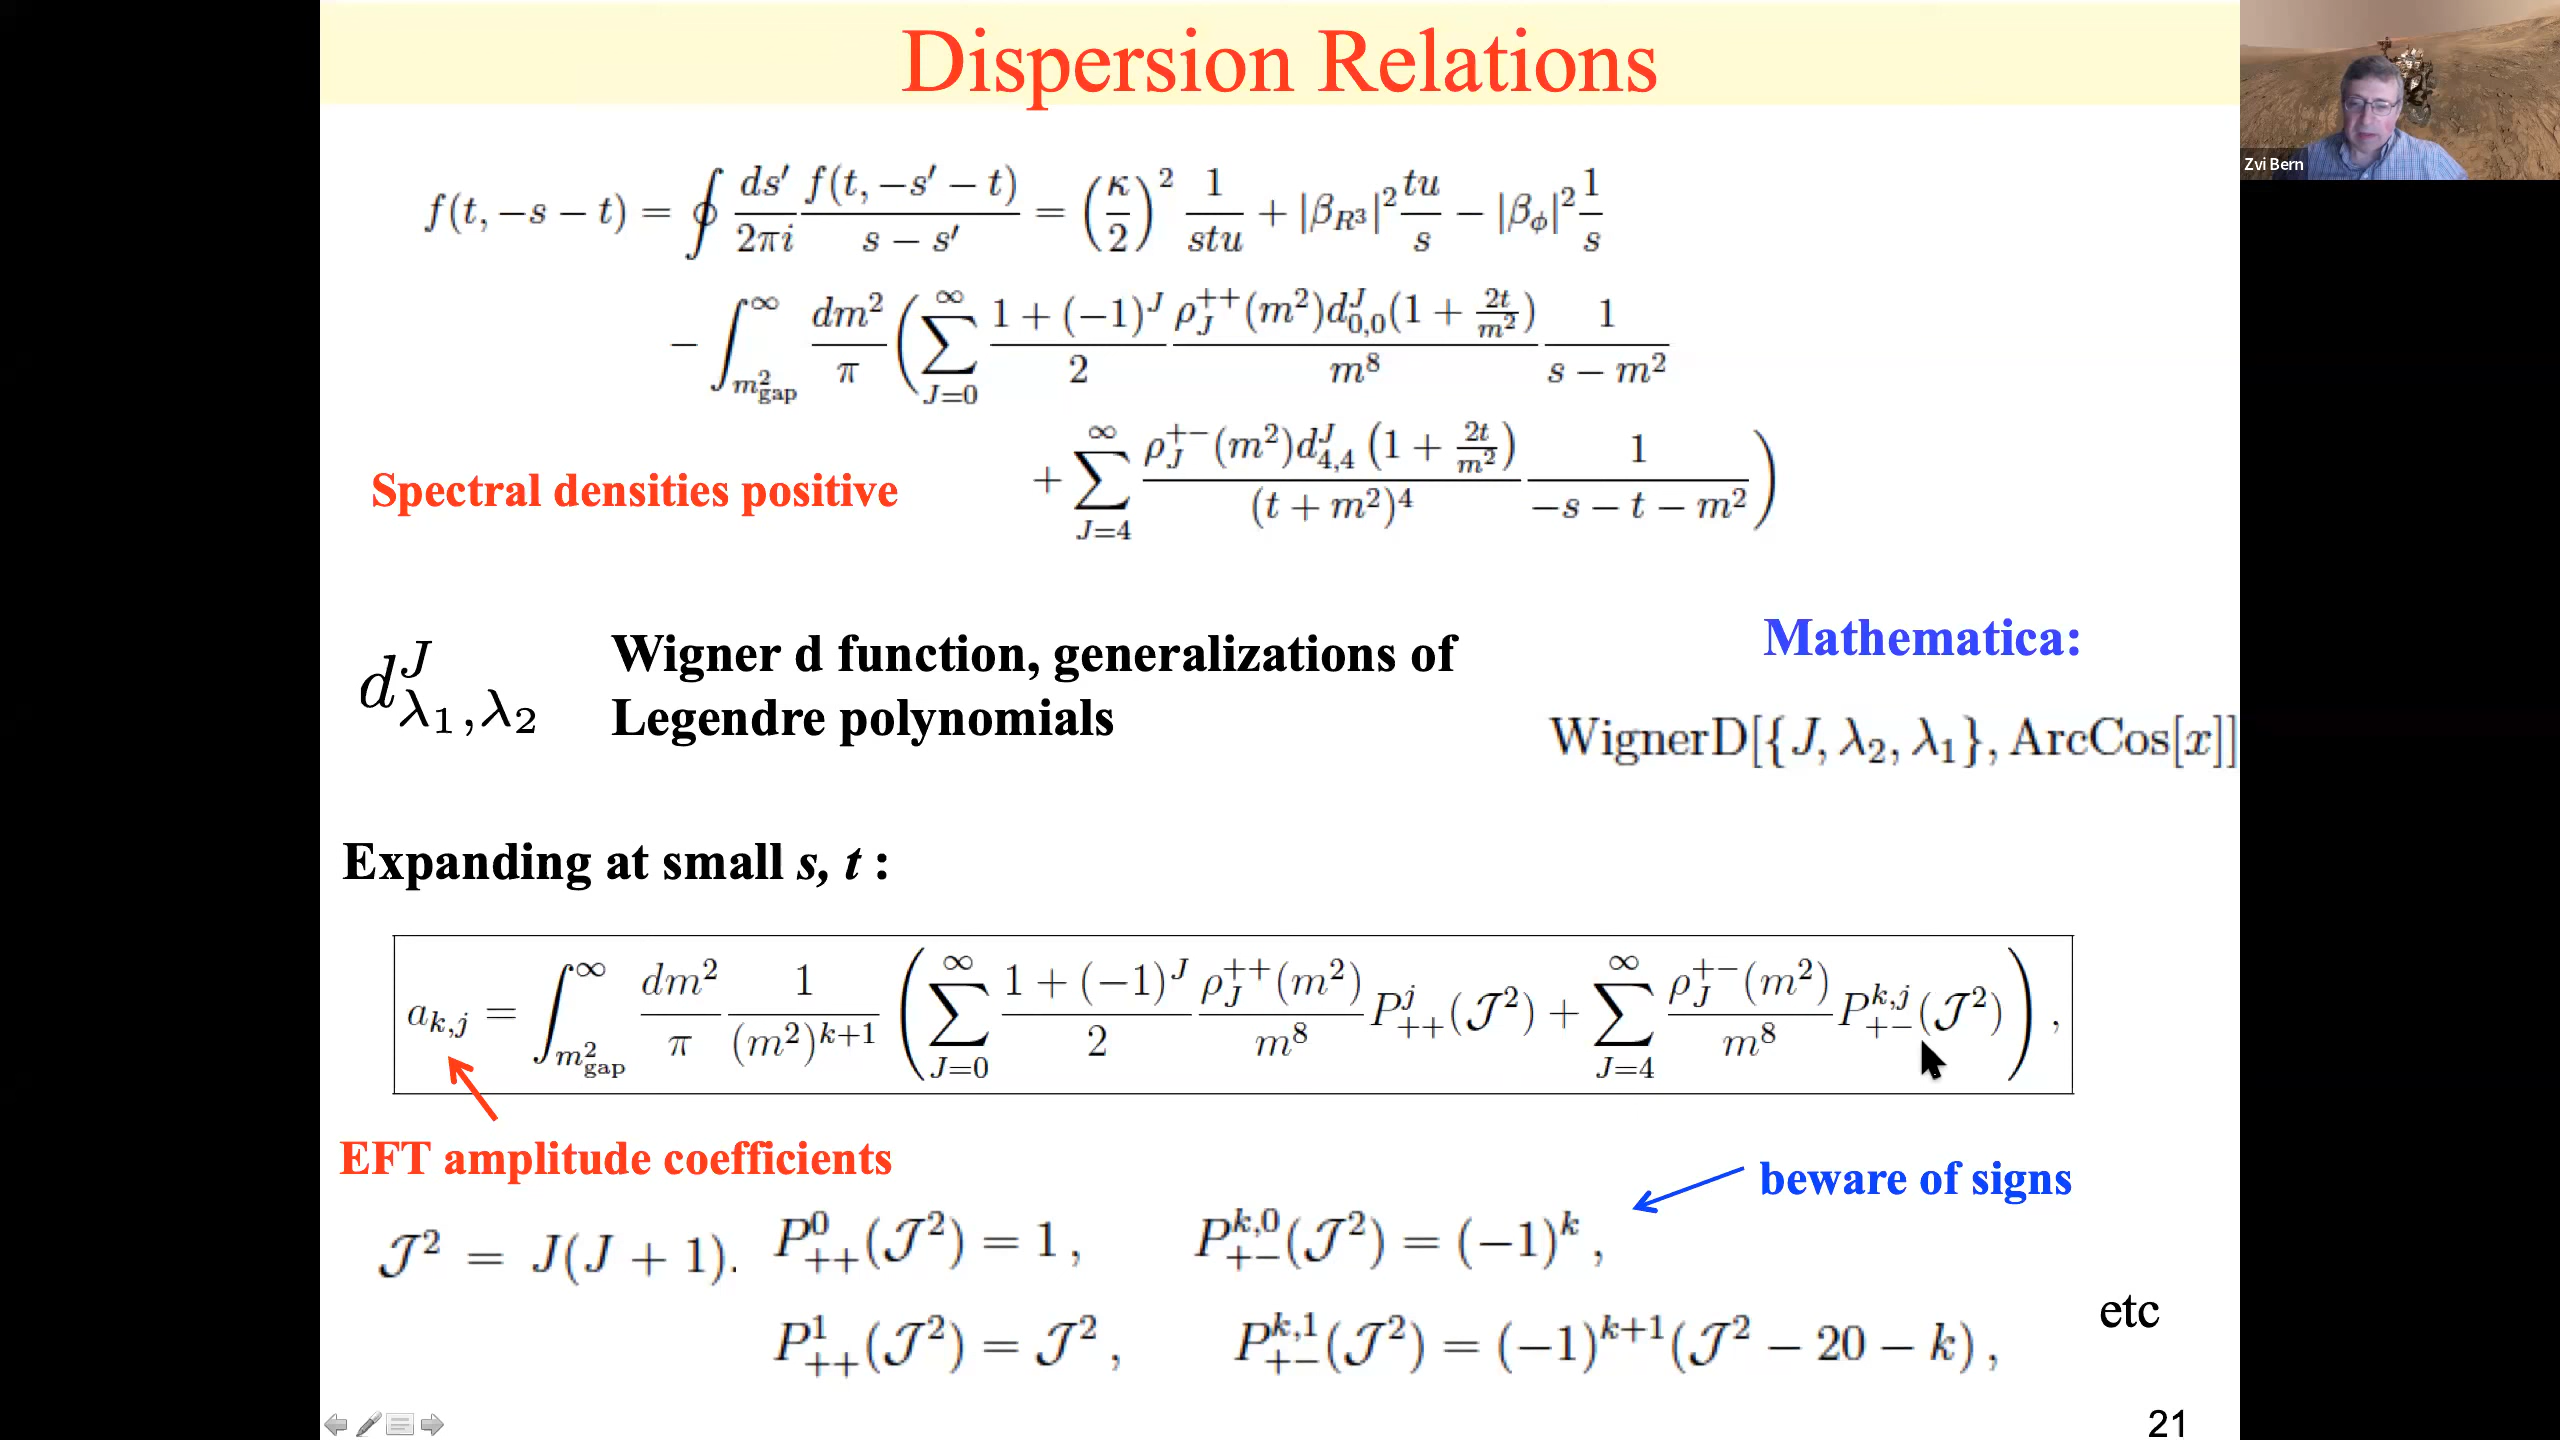 Dispersion Relations
Zvi Bern
f(t, −s − t) = ∮ ds′/2πi f(t, −s′ − t)/(s − s′) = (κ/2)² 1/stu + |β_{R³}|² tu/s − |β_ϕ|² 1/s
− ∫_{m²_gap}^∞ dm²/π ( ∑_{J=0}^∞ (1 + (−1)^J)/2 ρ_J^{++}(m²)d^J_{0,0}(1 + 2t/m²)/m⁸ 1/(s − m²)
+ ∑_{J=4}^∞ ρ_J^{+−}(m²)d^J_{4,4}(1 + 2t/m²)/(t + m²)⁴ 1/(−s − t − m²) )
Spectral densities positive
d^J_{λ₁,λ₂}
Wigner d function, generalizations of
Legendre polynomials
Mathematica:
WignerD[{J, λ₂, λ₁}, ArcCos[x]]
Expanding at small s, t :
a_{k,j} = ∫_{m²_gap}^∞ dm²/π 1/(m²)^{k+1} ( ∑_{J=0}^∞ (1 + (−1)^J)/2 ρ_J^{++}(m²)/m⁸ P^j_{++}(𝒥²) + ∑_{J=4}^∞ ρ_J^{+−}(m²)/m⁸ P^{k,j}_{+−}(𝒥²) ) ,
EFT amplitude coefficients
beware of signs
𝒥² = J(J + 1). P^0_{++}(𝒥²) = 1 , P^{k,0}_{+−}(𝒥²) = (−1)^k ,
P^1_{++}(𝒥²) = 𝒥² , P^{k,1}_{+−}(𝒥²) = (−1)^{k+1}(𝒥² − 20 − k) ,
etc
21